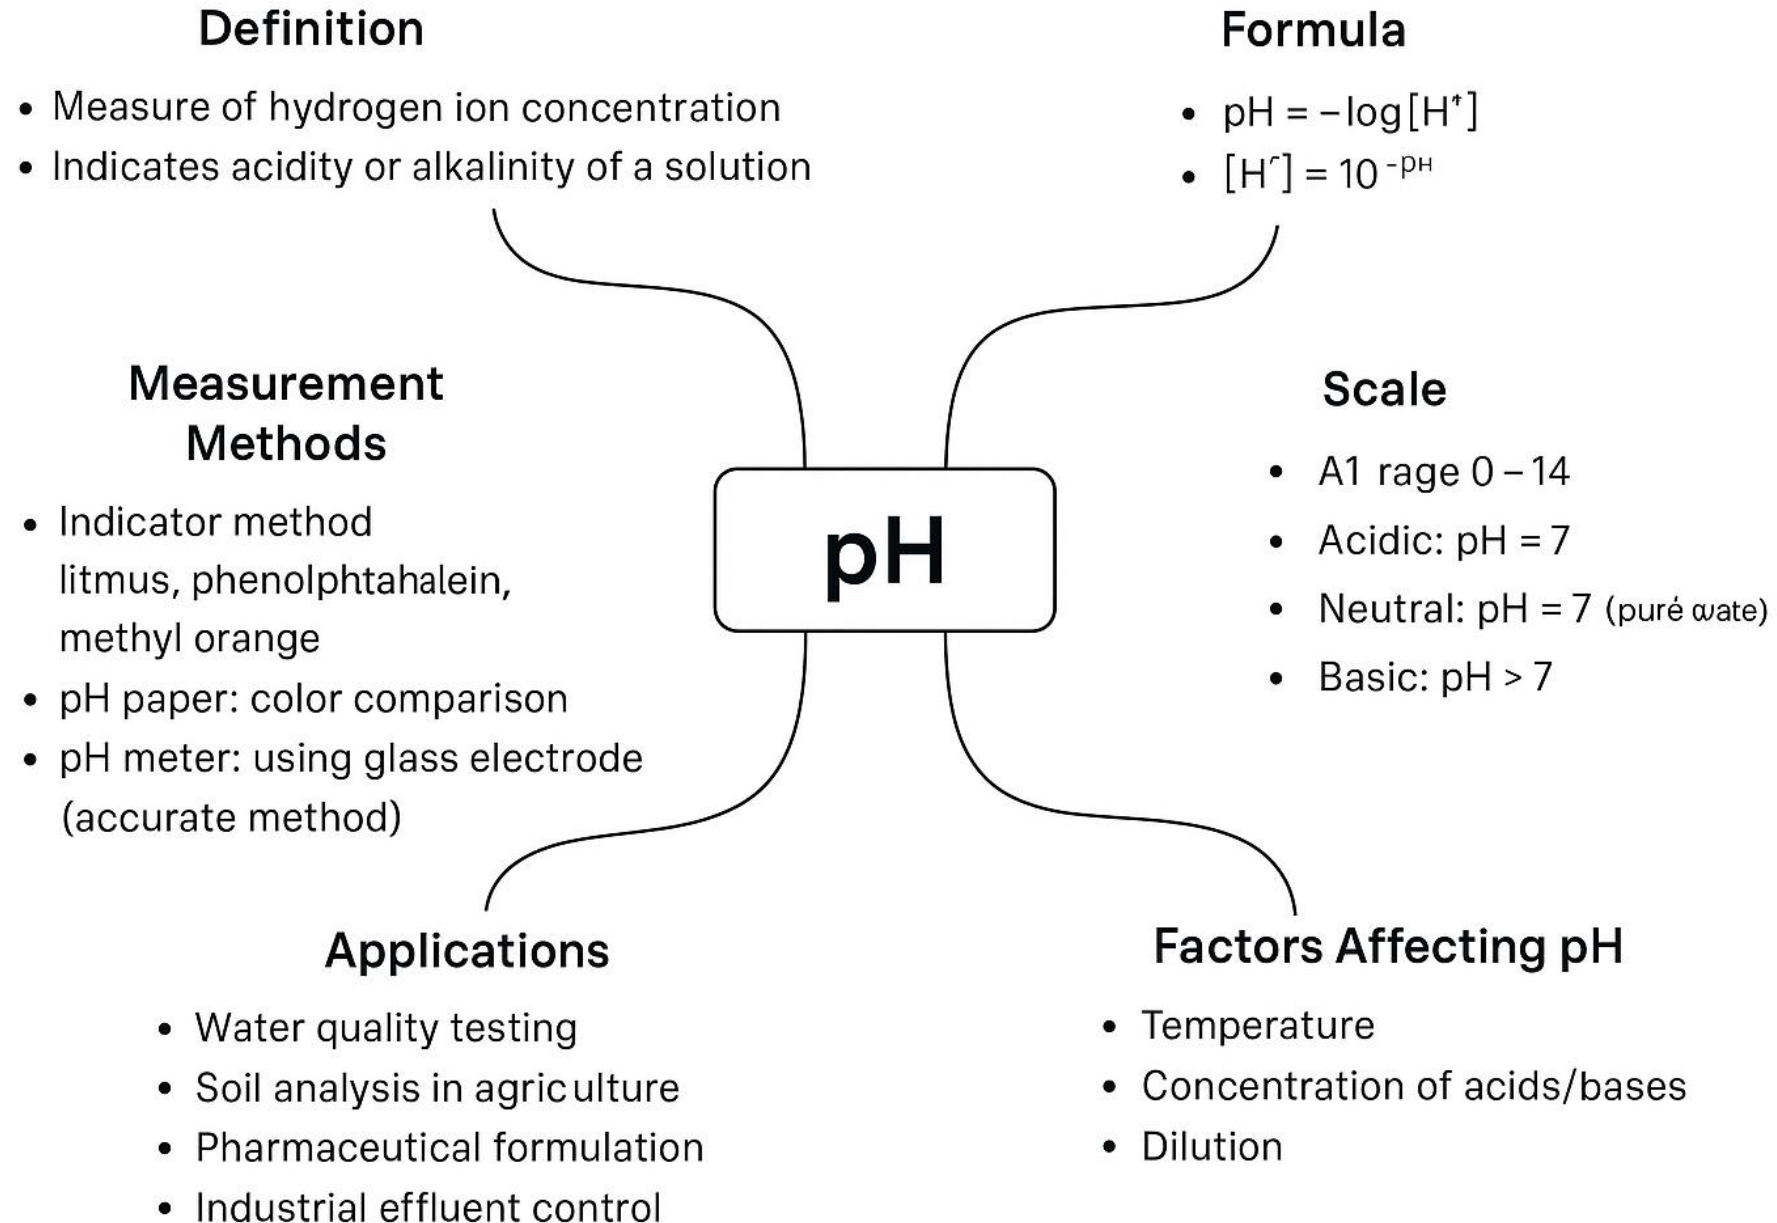 Definition
• Measure of hydrogen ion concentration
• Indicates acidity or alkalinity of a solution
Formula
• pH = –log[H⁺]
• [H´] = 10⁻ᵖᴴ
Measurement
Methods
• Indicator method
litmus, phenolphtahalein,
methyl orange
• pH paper: color comparison
• pH meter: using glass electrode
(accurate method)
pH
Scale
• A1 rage 0 – 14
• Acidic: pH = 7
• Neutral: pH = 7 (puré wate)
• Basic: pH > 7
Applications
• Water quality testing
• Soil analysis in agriculture
• Pharmaceutical formulation
• Industrial effluent control
Factors Affecting pH
• Temperature
• Concentration of acids/bases
• Dilution